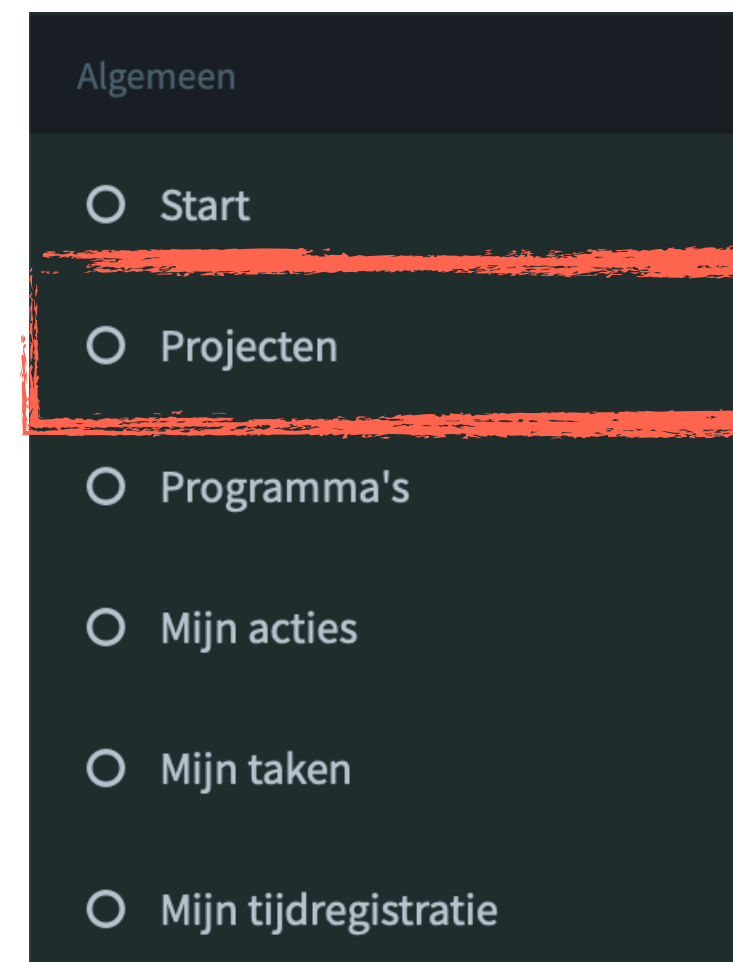 Algemeen
Start
Projecten
Programma's
Mijn acties
Mijn taken
Mijn tijdregistratie